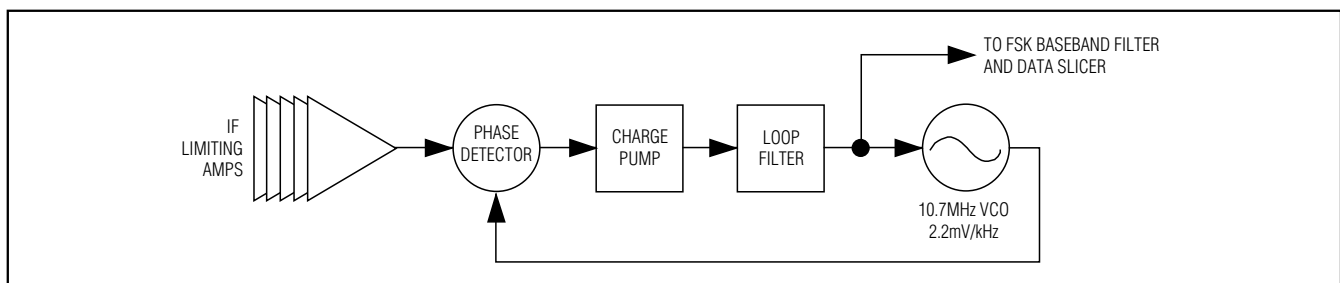 TO FSK BASEBAND FILTER
AND DATA SLICER
IF
LIMITING
AMPS
PHASE
DETECTOR
CHARGE
PUMP
LOOP
FILTER
10.7MHz VCO
2.2mV/kHz